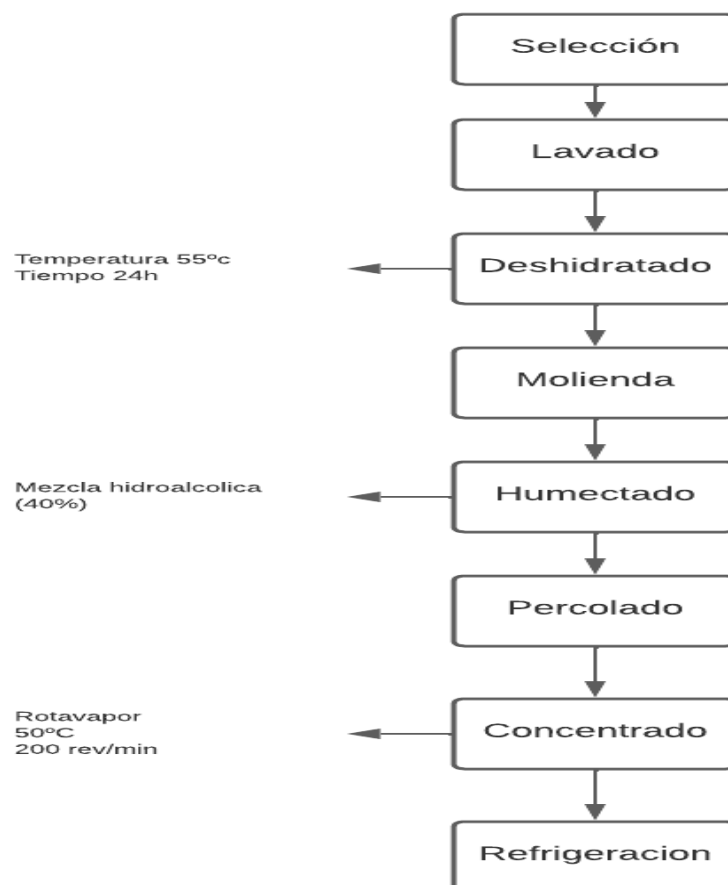 Selección
Lavado
Temperatura 55ºc
Tiempo 24h
Deshidratado
Molienda
Mezcla hidroalcolica
(40%)
Humectado
Percolado
Rotavapor
50ºC
200 rev/min
Concentrado
Refrigeracion